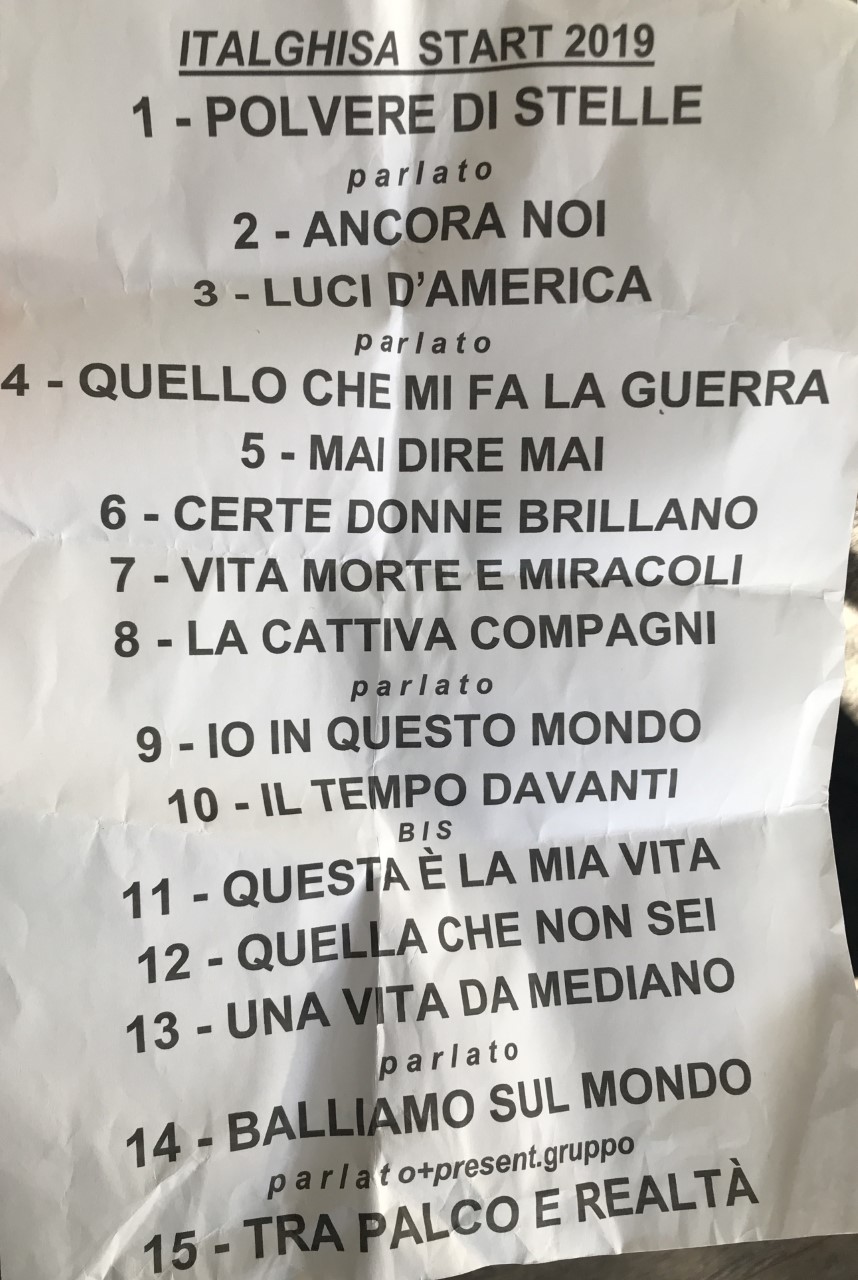 ITALGHISA START 2019
1 - POLVERE DI STELLE
parlato
2 - ANCORA NOI
3 - LUCI D'AMERICA
parlato
4 - QUELLO CHE MI FA LA GUERRA
5 - MAI DIRE MAI
6 - CERTE DONNE BRILLANO
7 - VITA MORTE E MIRACOLI
8 - LA CATTIVA COMPAGNI
parlato
9 - IO IN QUESTO MONDO
10 - IL TEMPO DAVANTI
BIS
11 - QUESTA È LA MIA VITA
12 - QUELLA CHE NON SEI
13 - UNA VITA DA MEDIANO
parlato
14 - BALLIAMO SUL MONDO
parlato+present.gruppo
15 - TRA PALCO E REALTÀ